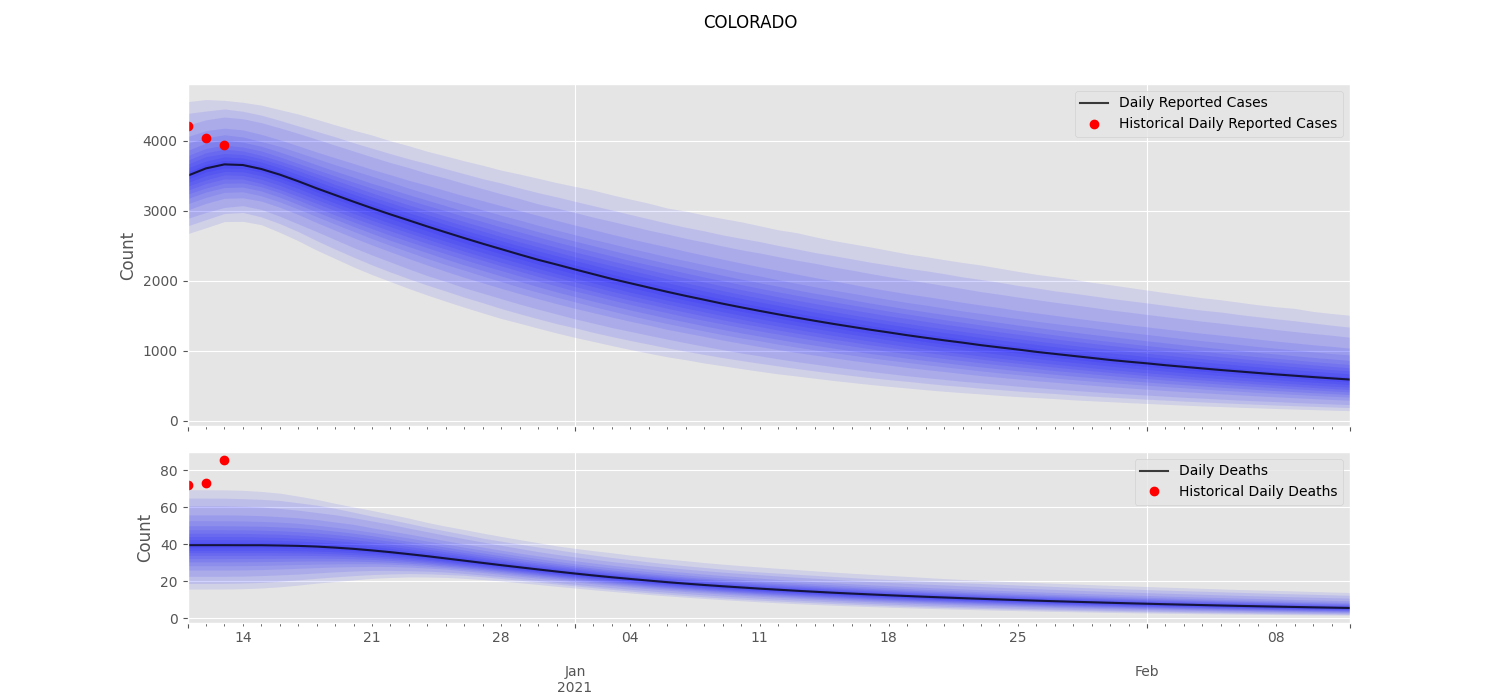 COLORADO
Daily Reported Cases
Historical Daily Reported Cases
Count
4000
3000
2000
1000
0
Daily Deaths
Historical Daily Deaths
Count
80
60
40
20
0
14 21 28 04 11 18 25 08
Jan Feb
2021